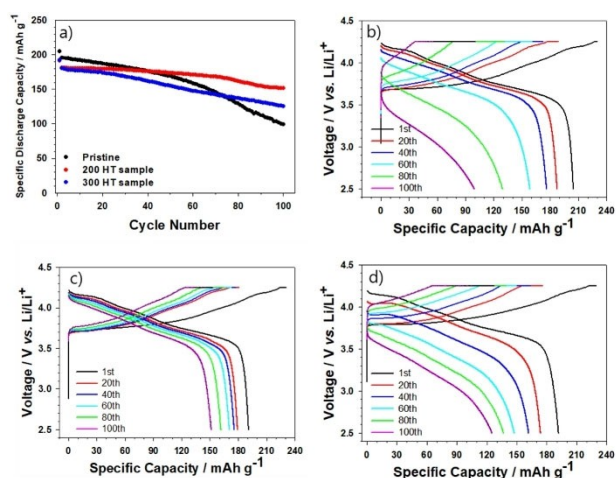 a)
Specific Discharge Capacity / mAh g⁻¹
250
200
150
100
50
0
Pristine
200 HT sample
300 HT sample
0 20 40 60 80 100
Cycle Number
b)
Voltage / V vs. Li/Li⁺
4.5
4.0
3.5
3.0
2.5
1st
20th
40th
60th
80th
100th
0 30 60 90 120 150 180 210 240
Specific Capacity / mAh g⁻¹
c)
Voltage / V vs. Li/Li⁺
4.5
4.0
3.5
3.0
2.5
1st
20th
40th
60th
80th
100th
0 30 60 90 120 150 180 210 240
Specific Capacity / mAh g⁻¹
d)
Voltage / V vs. Li/Li⁺
4.5
4.0
3.5
3.0
2.5
1st
20th
40th
60th
80th
100th
0 30 60 90 120 150 180 210 240
Specific Capacity / mAh g⁻¹